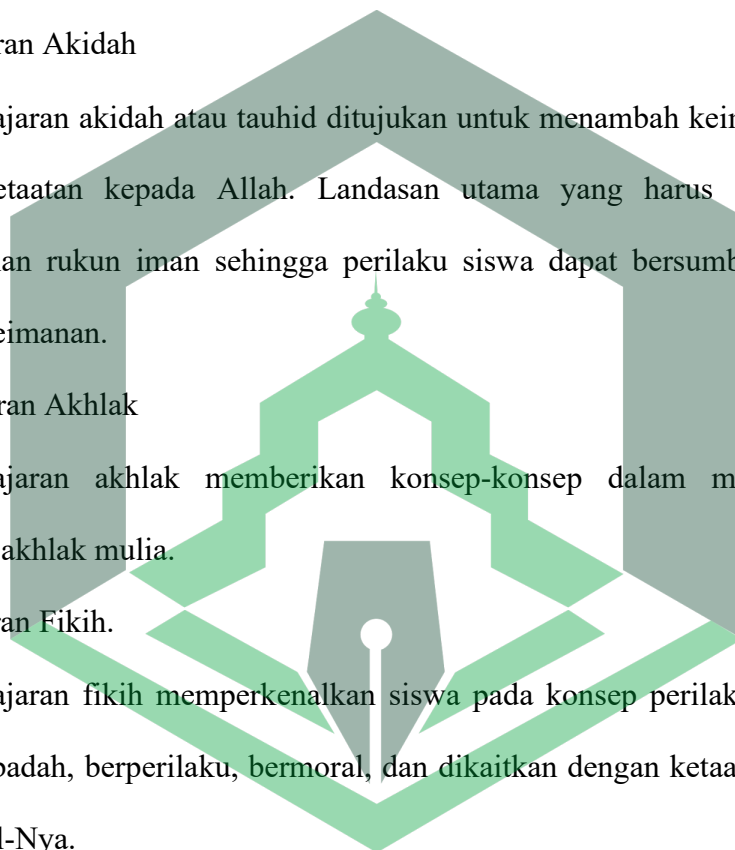 ran Akidah
ajaran akidah atau tauhid ditujukan untuk menambah kei
etaatan kepada Allah. Landasan utama yang harus
an rukun iman sehingga perilaku siswa dapat bersumb
eimanan.
ran Akhlak
ajaran akhlak memberikan konsep-konsep dalam m
akhlak mulia.
ran Fikih.
ajaran fikih memperkenalkan siswa pada konsep perilak
badah, berperilaku, bermoral, dan dikaitkan dengan ketaa
l-Nya.